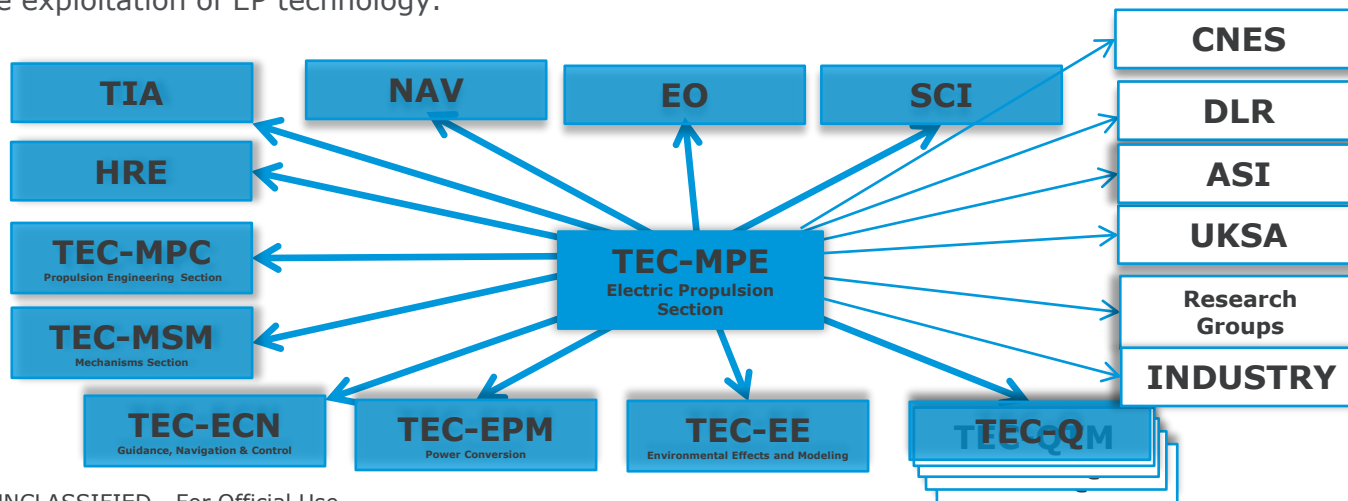 e exploitation of EP technology.
CNES
TIA
NAV
EO
SCI
DLR
HRE
ASI
UKSA
TEC-MPC
Propulsion Engineering Section
TEC-MPE
Electric Propulsion
Section
Research
Groups
TEC-MSM
Mechanisms Section
INDUSTRY
TEC-ECN
Guidance, Navigation & Control
TEC-EPM
Power Conversion
TEC-EE
Environmental Effects and Modeling
TEC-Q
UNCLASSIFIED - For Official Use